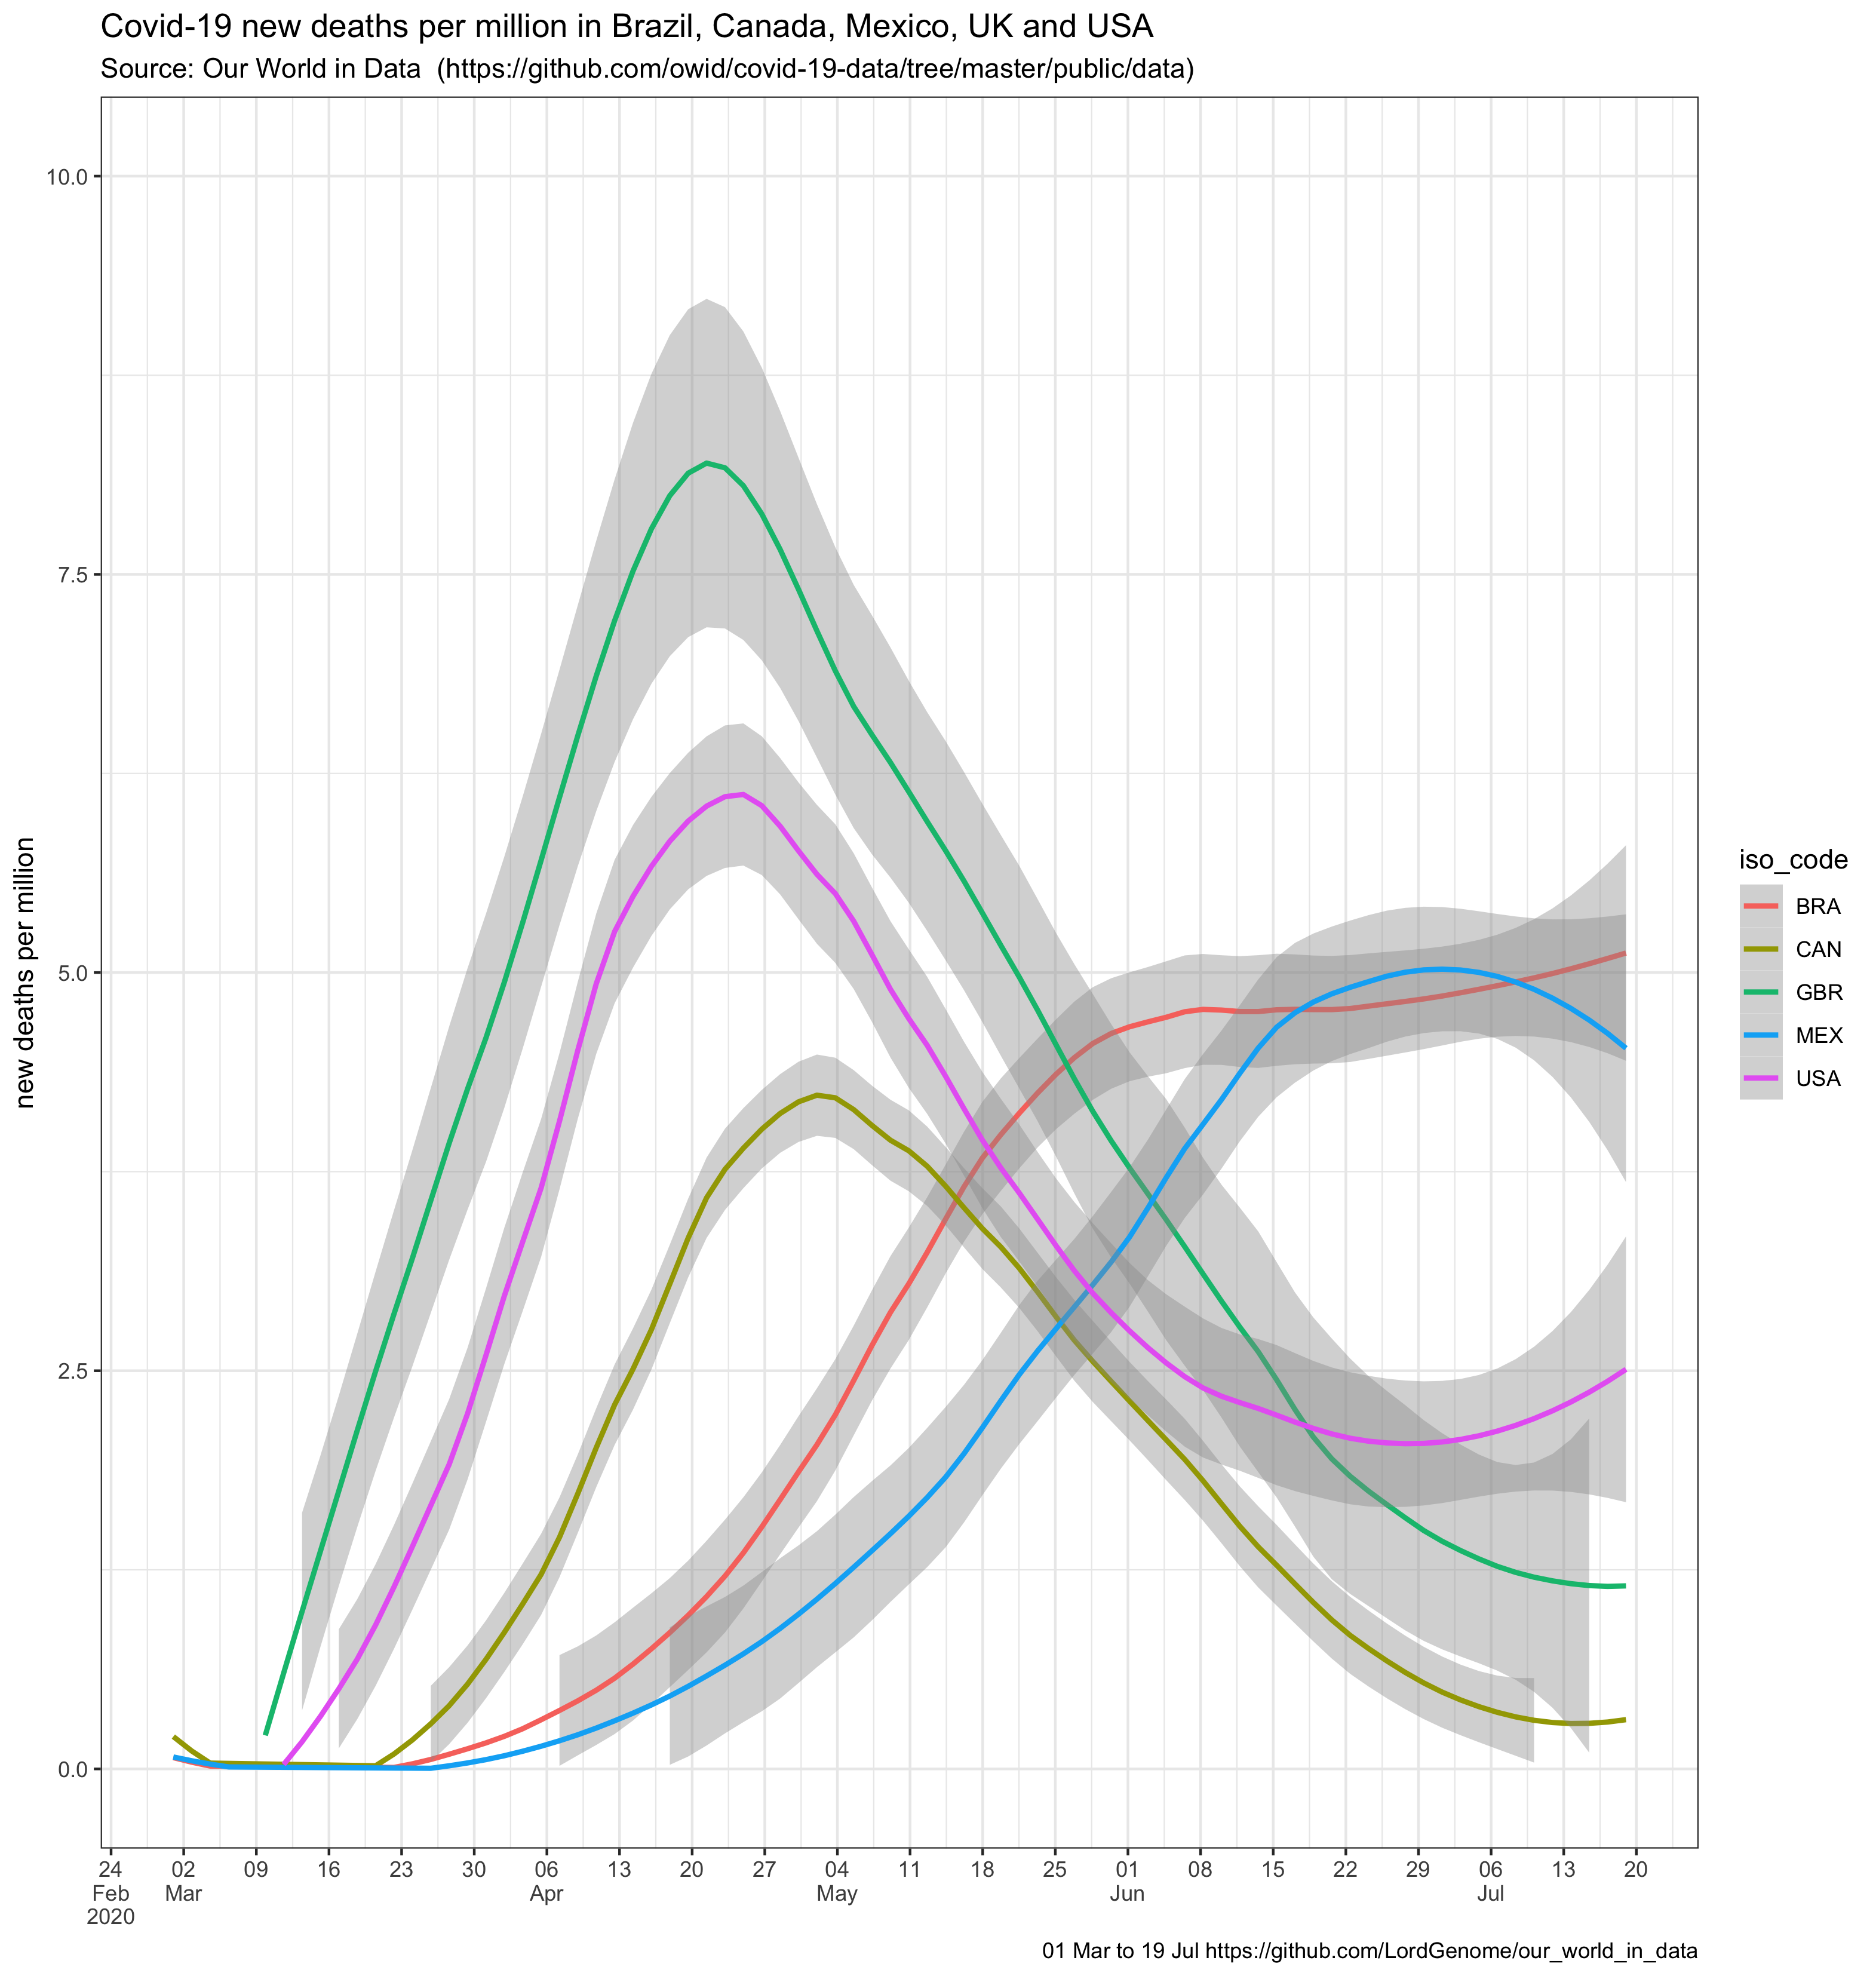 Covid-19 new deaths per million in Brazil, Canada, Mexico, UK and USA
Source: Our World in Data  (https://github.com/owid/covid-19-data/tree/master/public/data)
10.0
7.5
5.0
2.5
0.0
new deaths per million
iso_code
BRA
CAN
GBR
MEX
USA
24 02 09 16 23 30 06 13 20 27 04 11 18 25 01 08 15 22 29 06 13 20
Feb Mar Apr May Jun Jul
2020
01 Mar to 19 Jul https://github.com/LordGenome/our_world_in_data